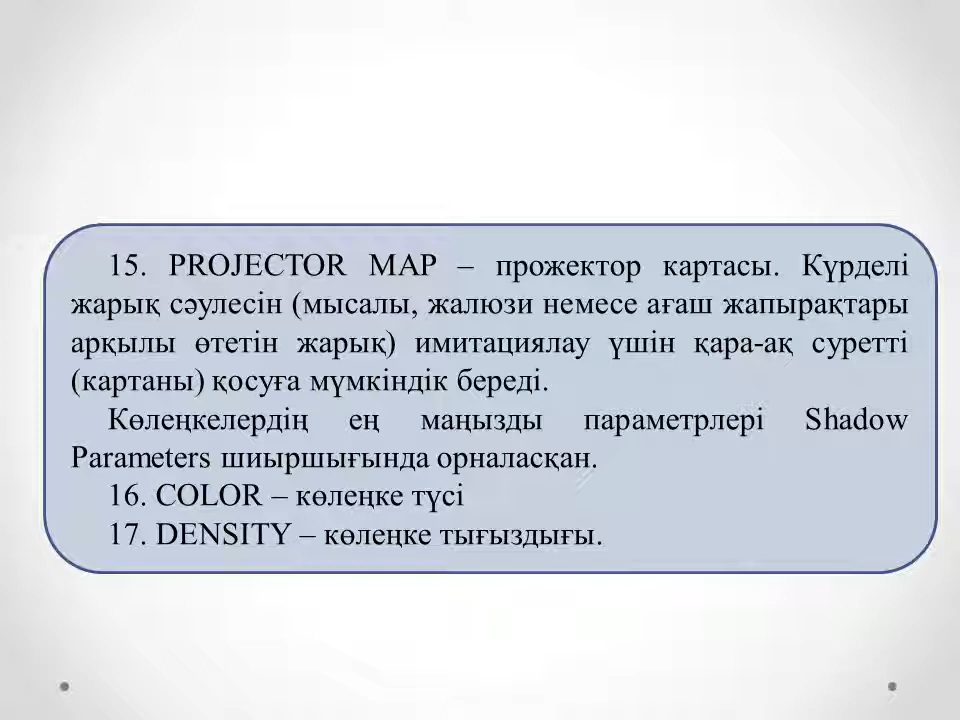 15. PROJECTOR MAP – прожектор картасы. Күрделі
жарық сәулесін (мысалы, жалюзи немесе ағаш жапырақтары
арқылы өтетін жарық) имитациялау үшін қара-ақ суретті
(картаны) қосуға мүмкіндік береді.
Көлеңкелердің ең маңызды параметрлері Shadow
Parameters шиыршығында орналасқан.
16. COLOR – көлеңке түсі
17. DENSITY – көлеңке тығыздығы.